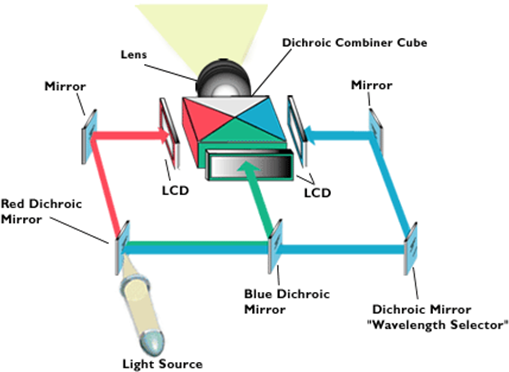 Dichroic Combiner Cube
Lens
Mirror
Mirror
LCD
LCD
Red Dichroic
Mirror
Blue Dichroic
Mirror
Dichroic Mirror
"Wavelength Selector"
Light Source